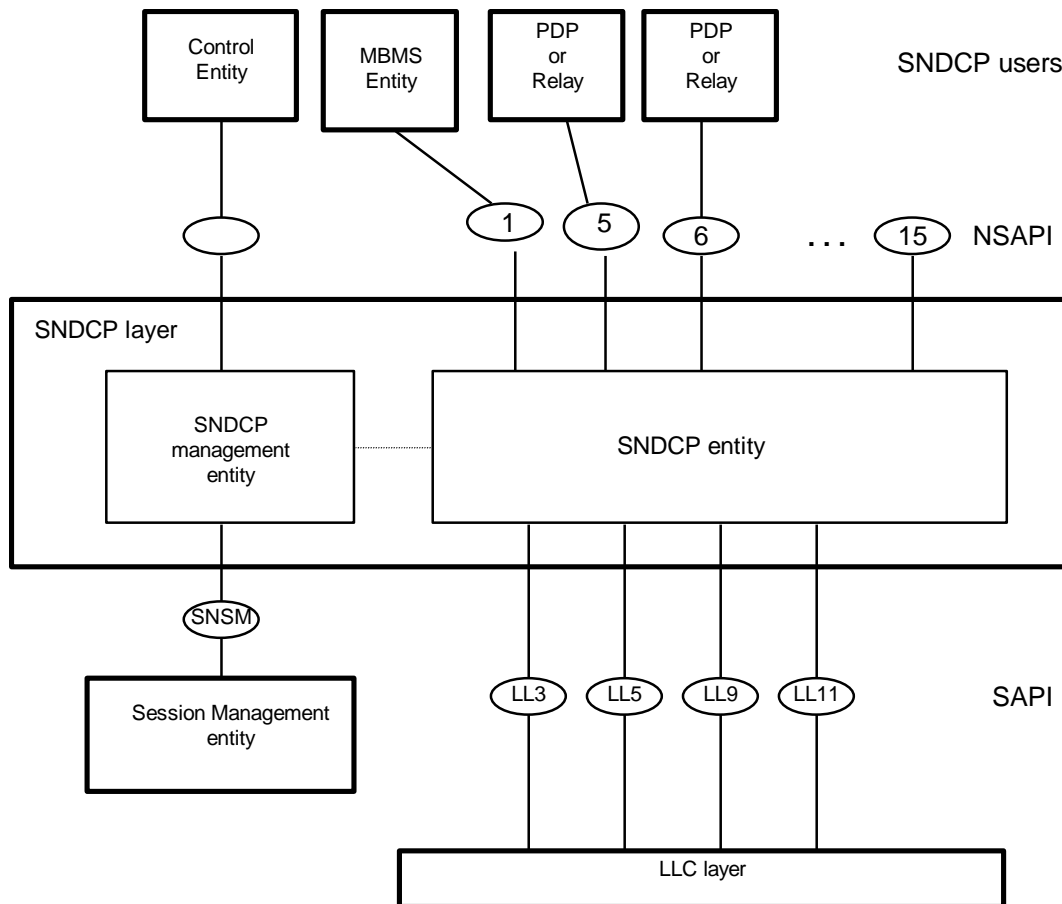 Control
Entity
MBMS
Entity
PDP
or
Relay
PDP
or
Relay
SNDCP users
1
5
6
. . .
15
NSAPI
SNDCP layer
SNDCP
management
entity
SNDCP entity
SNSM
LL3
LL5
LL9
LL11
SAPI
Session Management
entity
LLC layer